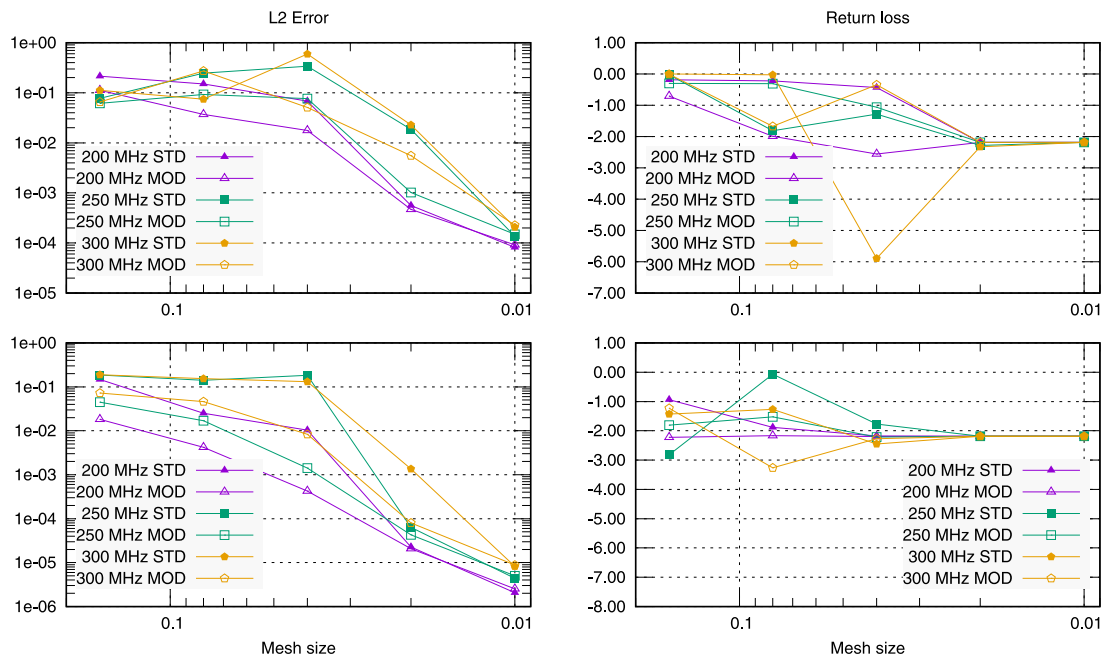 L2 Error
1e+00
1e-01
1e-02
1e-03
1e-04
1e-05
200 MHz STD
200 MHz MOD
250 MHz STD
250 MHz MOD
300 MHz STD
300 MHz MOD
0.1
0.01
Return loss
1.00
0.00
-1.00
-2.00
-3.00
-4.00
-5.00
-6.00
-7.00
200 MHz STD
200 MHz MOD
250 MHz STD
250 MHz MOD
300 MHz STD
300 MHz MOD
0.1
0.01
1e+00
1e-01
1e-02
1e-03
1e-04
1e-05
1e-06
200 MHz STD
200 MHz MOD
250 MHz STD
250 MHz MOD
300 MHz STD
300 MHz MOD
0.1
0.01
Mesh size
1.00
0.00
-1.00
-2.00
-3.00
-4.00
-5.00
-6.00
-7.00
-8.00
200 MHz STD
200 MHz MOD
250 MHz STD
250 MHz MOD
300 MHz STD
300 MHz MOD
0.1
0.01
Mesh size